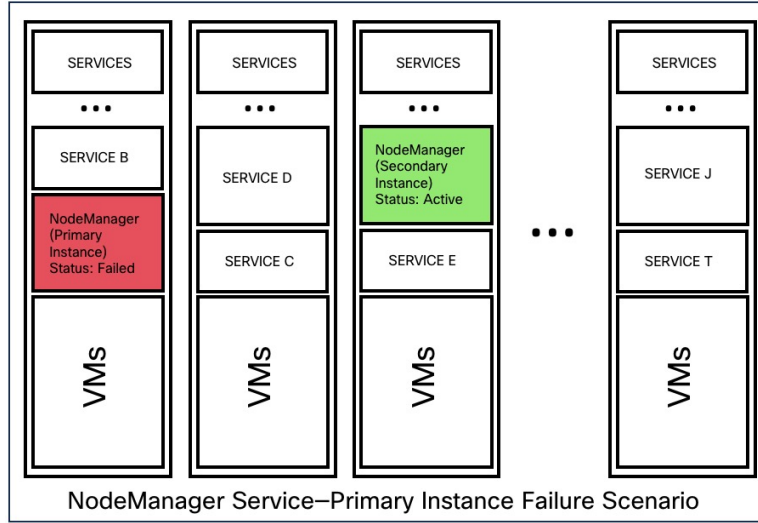 SERVICES
...
SERVICE B
NodeManager
(Primary
Instance)
Status: Failed
VMs
SERVICES
...
SERVICE D
SERVICE C
VMs
SERVICES
...
NodeManager
(Secondary
Instance)
Status: Active
SERVICE E
VMs
...
SERVICES
...
SERVICE J
SERVICE T
VMs
NodeManager Service–Primary Instance Failure Scenario